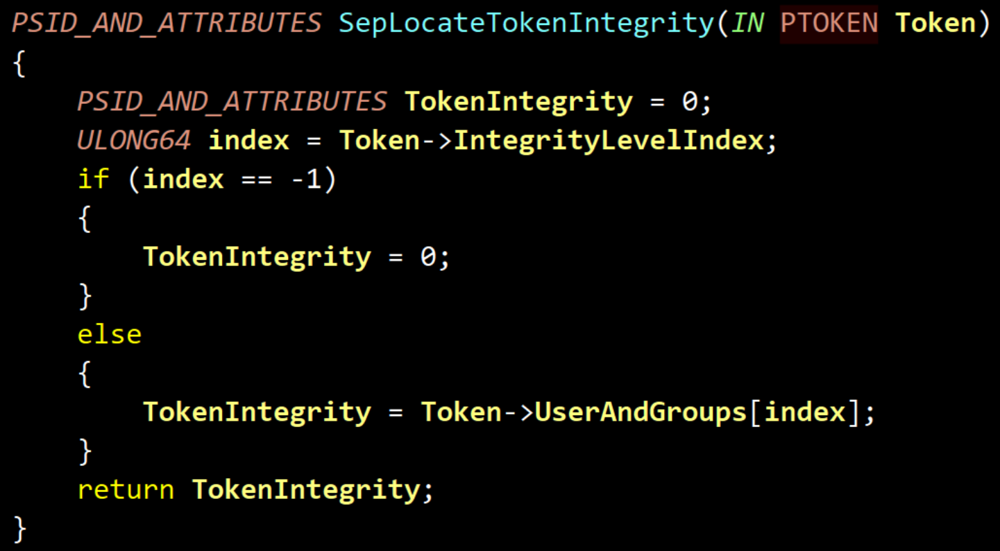 PSID_AND_ATTRIBUTES SepLocateTokenIntegrity(IN PTOKEN Token)
{
    PSID_AND_ATTRIBUTES TokenIntegrity = 0;
    ULONG64 index = Token->IntegrityLevelIndex;
    if (index == -1)
    {
        TokenIntegrity = 0;
    }
    else
    {
        TokenIntegrity = Token->UserAndGroups[index];
    }
    return TokenIntegrity;
}